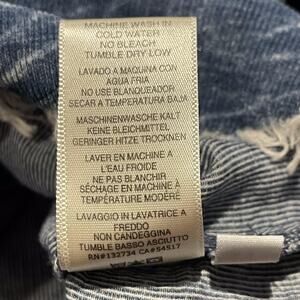 MACHINE WASH IN
COLD WATER
NO BLEACH
TUMBLE DRY LOW
LAVADO A MAQUINA CON
AGUA FRIA
NO USE BLANQUEADOR
SECAR A TEMPERATURA BAJA
MASCHINENWASCHE KALT
KEINE BLEICHMITTEL
GERINGER HITZE TROCKNEN
LAVER EN MACHINE A
L'EAU FROIDE
NE PAS BLANCHIR
SÉCHAGE EN MACHINE À
TEMPÉRATURE MODÉRÉ
LAVAGGIO IN LAVATRICE A
FREDDO
NON CANDEGGINA
TUMBLE BASSO ASCIUTTO
RN#132734 CA#54517